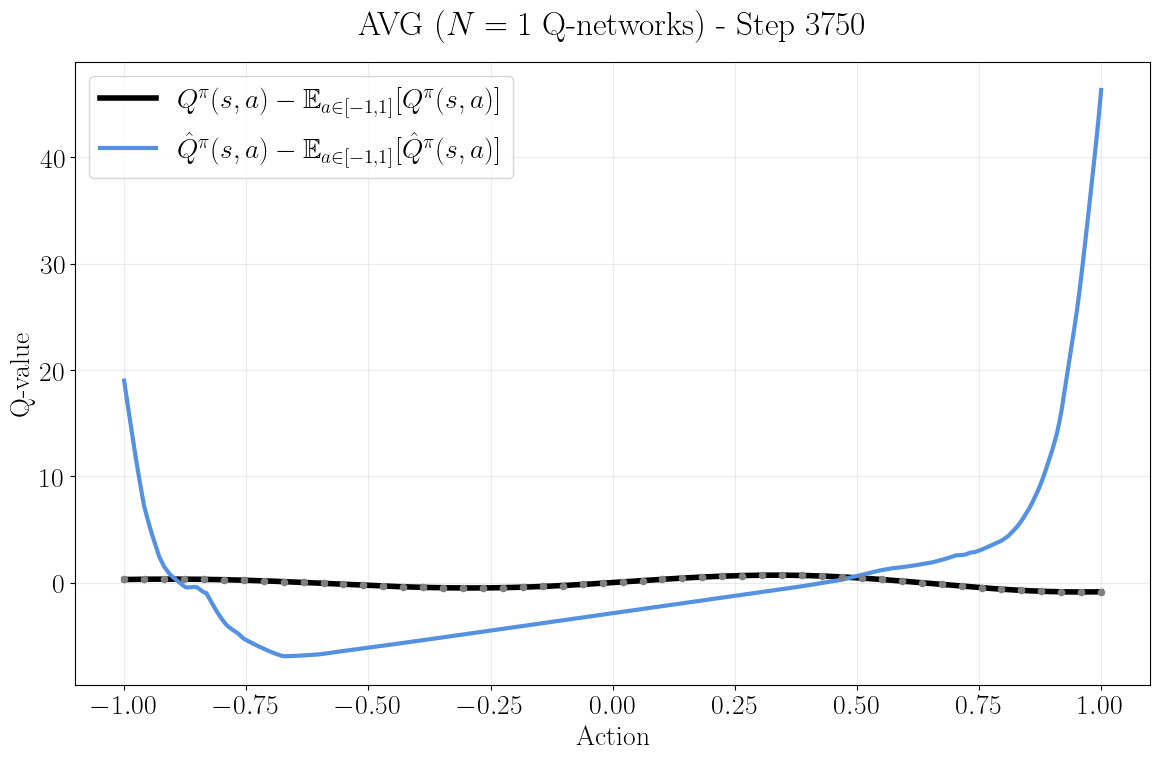 AVG (N = 1 Q-networks) - Step 3750
Q^π(s, a) − 𝔼_{a∈[−1,1]}[Q^π(s, a)]
Q̂^π(s, a) − 𝔼_{a∈[−1,1]}[Q̂^π(s, a)]
Q-value
40
30
20
10
0
−1.00 −0.75 −0.50 −0.25 0.00 0.25 0.50 0.75 1.00
Action